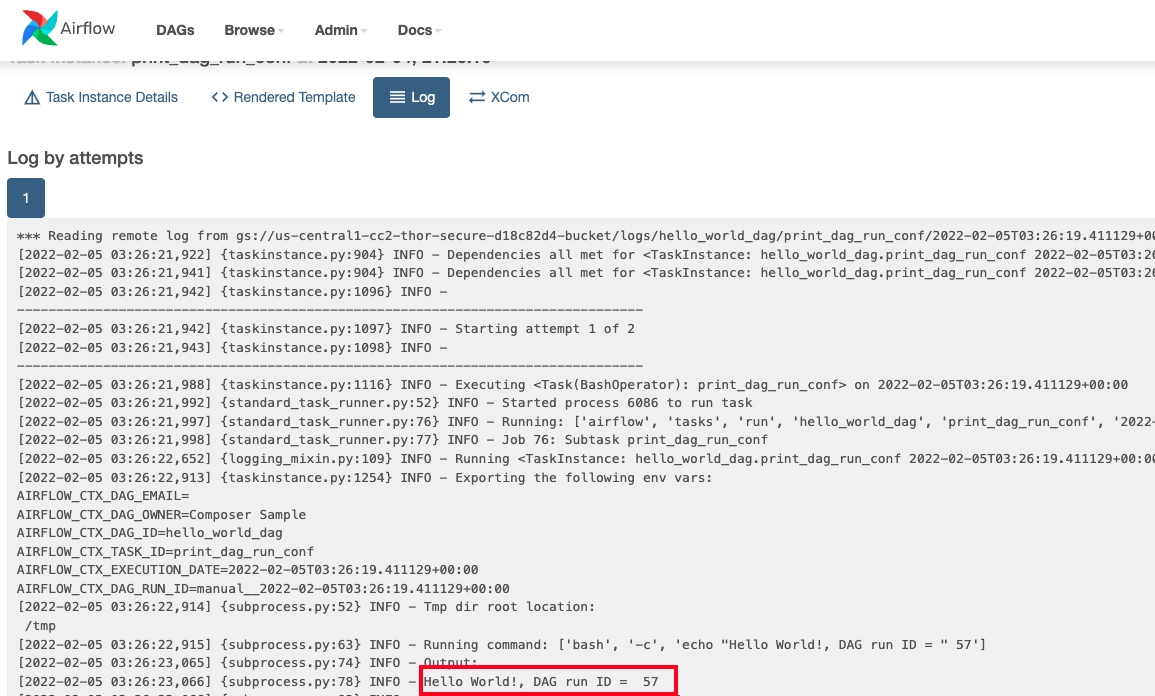 Airflow DAGs Browse Admin Docs
Task Instance: print_dag_run_conf at 2022-02-04, 21:26:19
Task Instance Details Rendered Template Log XCom
Log by attempts
1
*** Reading remote log from gs://us-central1-cc2-thor-secure-d18c82d4-bucket/logs/hello_world_dag/print_dag_run_conf/2022-02-05T03:26:19.411129+00
[2022-02-05 03:26:21,922] {taskinstance.py:904} INFO - Dependencies all met for <TaskInstance: hello_world_dag.print_dag_run_conf 2022-02-05T03:26
[2022-02-05 03:26:21,941] {taskinstance.py:904} INFO - Dependencies all met for <TaskInstance: hello_world_dag.print_dag_run_conf 2022-02-05T03:26
[2022-02-05 03:26:21,942] {taskinstance.py:1096} INFO -
--------------------------------------------------------------------------------
[2022-02-05 03:26:21,942] {taskinstance.py:1097} INFO - Starting attempt 1 of 2
[2022-02-05 03:26:21,943] {taskinstance.py:1098} INFO -
--------------------------------------------------------------------------------
[2022-02-05 03:26:21,988] {taskinstance.py:1116} INFO - Executing <Task(BashOperator): print_dag_run_conf> on 2022-02-05T03:26:19.411129+00:00
[2022-02-05 03:26:21,992] {standard_task_runner.py:52} INFO - Started process 6086 to run task
[2022-02-05 03:26:21,997] {standard_task_runner.py:76} INFO - Running: ['airflow', 'tasks', 'run', 'hello_world_dag', 'print_dag_run_conf', '2022-
[2022-02-05 03:26:21,998] {standard_task_runner.py:77} INFO - Job 76: Subtask print_dag_run_conf
[2022-02-05 03:26:22,652] {logging_mixin.py:109} INFO - Running <TaskInstance: hello_world_dag.print_dag_run_conf 2022-02-05T03:26:19.411129+00:00
[2022-02-05 03:26:22,913] {taskinstance.py:1254} INFO - Exporting the following env vars:
AIRFLOW_CTX_DAG_EMAIL=
AIRFLOW_CTX_DAG_OWNER=Composer Sample
AIRFLOW_CTX_DAG_ID=hello_world_dag
AIRFLOW_CTX_TASK_ID=print_dag_run_conf
AIRFLOW_CTX_EXECUTION_DATE=2022-02-05T03:26:19.411129+00:00
AIRFLOW_CTX_DAG_RUN_ID=manual__2022-02-05T03:26:19.411129+00:00
[2022-02-05 03:26:22,914] {subprocess.py:52} INFO - Tmp dir root location:
/tmp
[2022-02-05 03:26:22,915] {subprocess.py:63} INFO - Running command: ['bash', '-c', 'echo "Hello World!, DAG run ID = " 57']
[2022-02-05 03:26:23,065] {subprocess.py:74} INFO - Output:
[2022-02-05 03:26:23,066] {subprocess.py:78} INFO - Hello World!, DAG run ID =  57